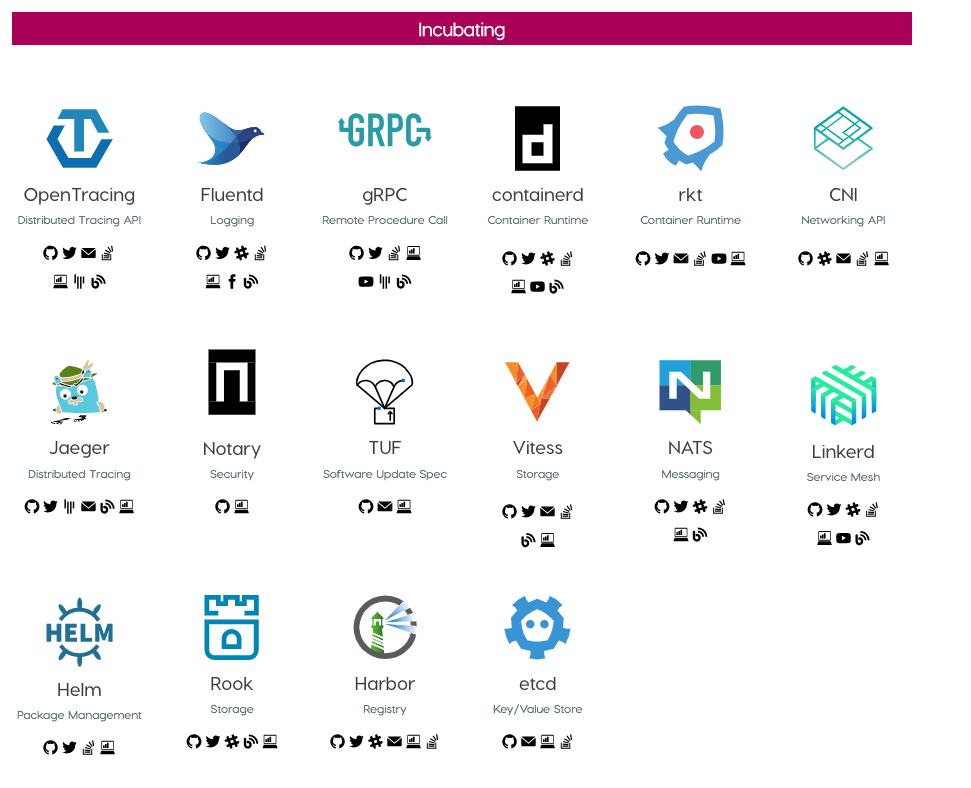 Incubating
GRPC
d
OpenTracing
Fluentd
gRPC
containerd
rkt
CNI
Distributed Tracing API
Logging
Remote Procedure Call
Container Runtime
Container Runtime
Networking API
n
N
Jaeger
Notary
TUF
Vitess
NATS
Linkerd
Distributed Tracing
Security
Software Update Spec
Storage
Messaging
Service Mesh
HELM
Helm
Rook
Harbor
etcd
Package Management
Storage
Registry
Key/Value Store